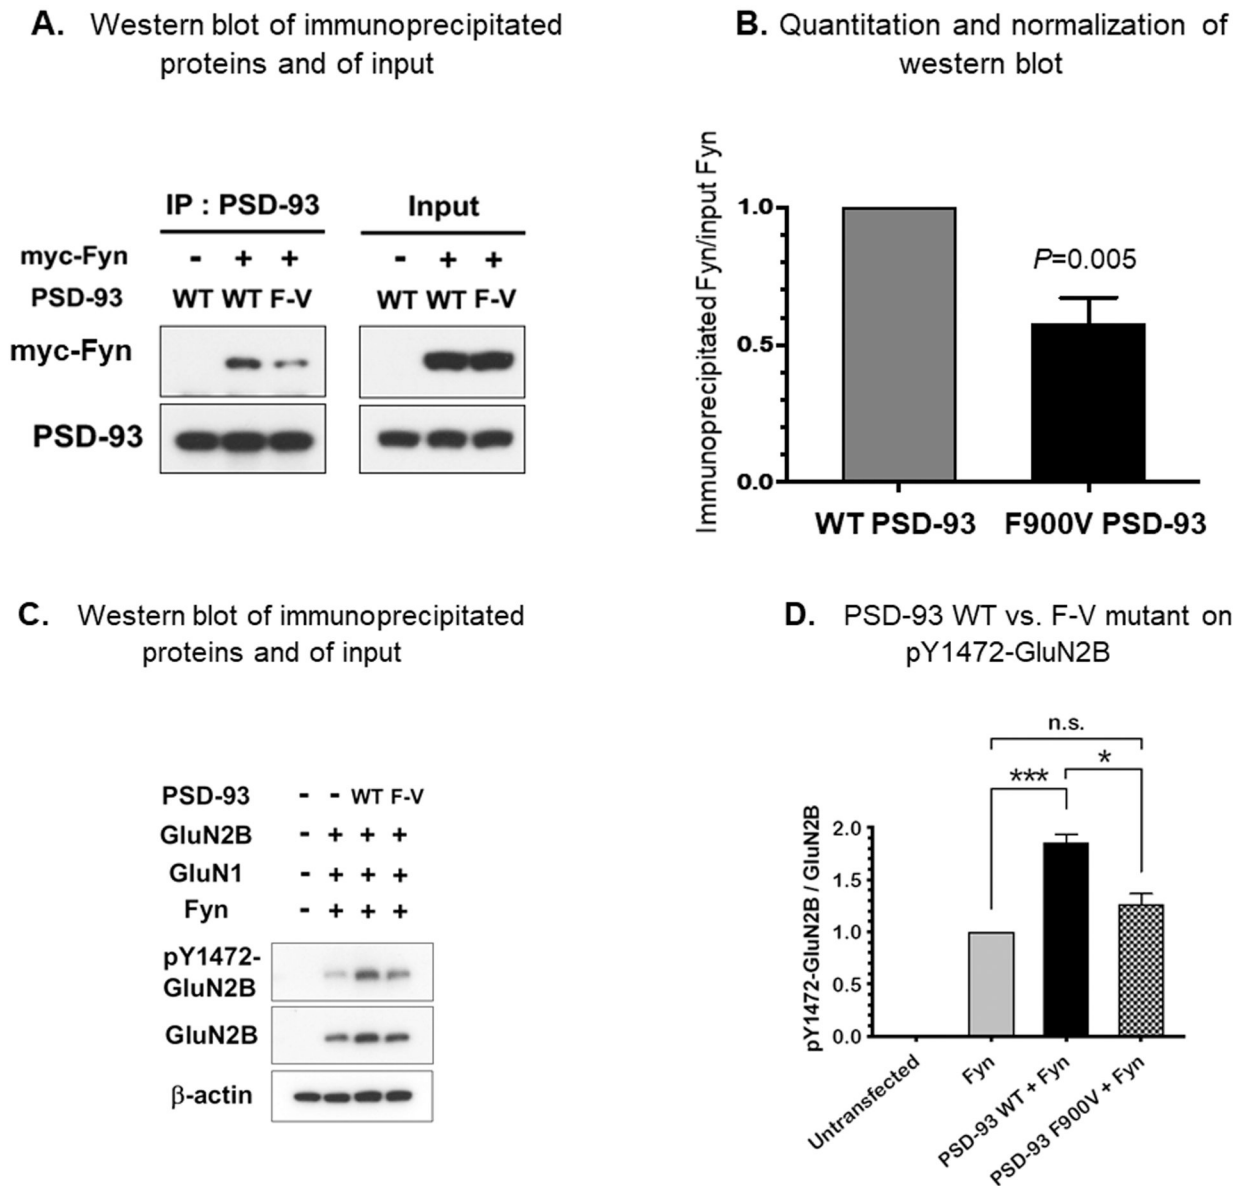 A. Western blot of immunoprecipitated
proteins and of input
IP : PSD-93 Input
myc-Fyn - + + - + +
PSD-93 WT WT F-V WT WT F-V
myc-Fyn
PSD-93
B. Quantitation and normalization of
western blot
Immunoprecipitated Fyn/input Fyn
1.0
0.5
0.0
P=0.005
WT PSD-93 F900V PSD-93
C. Western blot of immunoprecipitated
proteins and of input
PSD-93 - - WT F-V
GluN2B - + + +
GluN1 - + + +
Fyn - + + +
pY1472-
GluN2B
GluN2B
β-actin
D. PSD-93 WT vs. F-V mutant on
pY1472-GluN2B
n.s.
*** *
pY1472-GluN2B / GluN2B
2.0
1.5
1.0
0.5
0.0
Untransfected
Fyn
PSD-93 WT + Fyn
PSD-93 F900V + Fyn